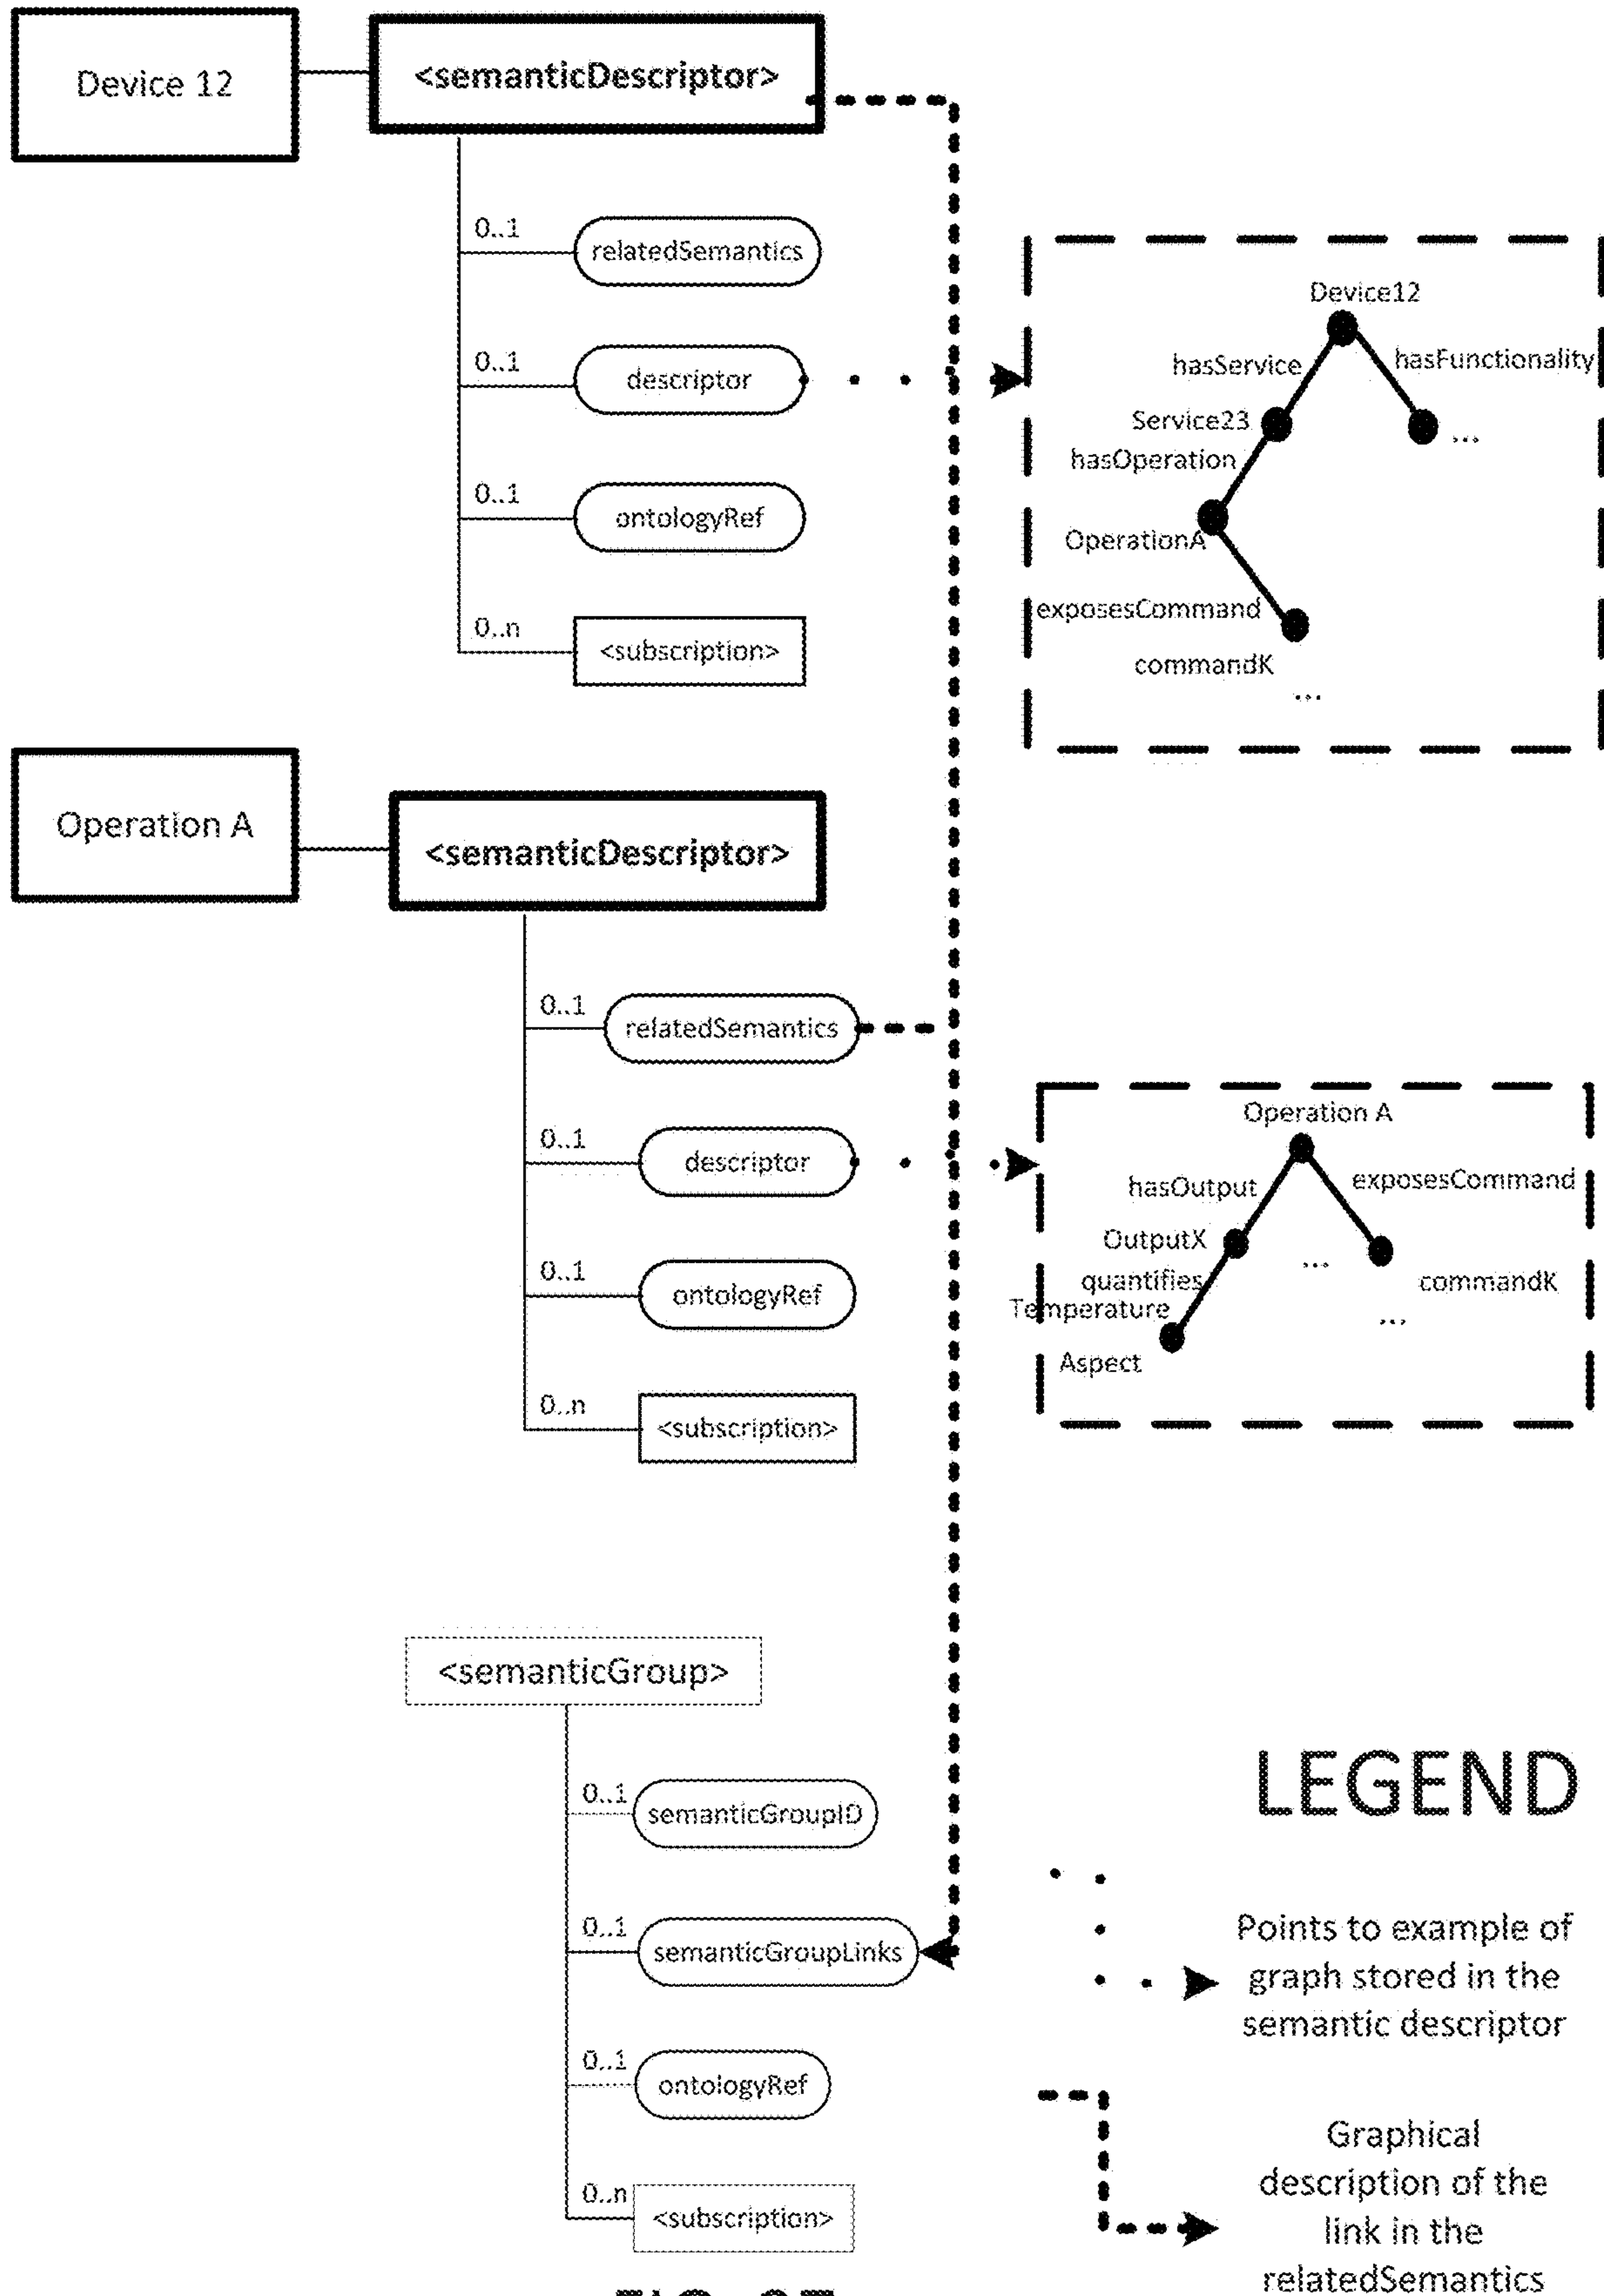 Device 12
<semanticDescriptor>
0..1
relatedSemantics
0..1
descriptor
0..1
ontologyRef
0..n
<subscription>
Device12
hasService
hasFunctionality
Service23
...
hasOperation
OperationA
exposesCommand
commandK
...
Operation A
<semanticDescriptor>
0..1
relatedSemantics
0..1
descriptor
0..1
ontologyRef
0..n
<subscription>
Operation A
hasOutput
exposesCommand
OutputX
...
quantifies
commandK
Temperature
...
Aspect
<semanticGroup>
0..1
semanticGroupID
0..1
semanticGroupLinks
0..1
ontologyRef
0..n
<subscription>
LEGEND
Points to example of
graph stored in the
semantic descriptor
Graphical
description of the
link in the
relatedSemantics